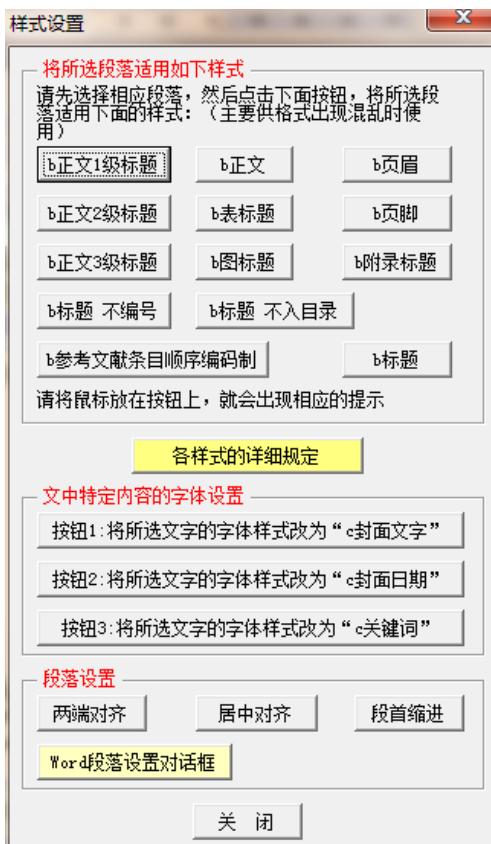 样式设置
将所选段落适用如下样式
请先选择相应段落，然后点击下面按钮，将所选段
落适用下面的样式：（主要供格式出现混乱时使
用）
b正文1级标题 b正文 b页眉
b正文2级标题 b表标题 b页脚
b正文3级标题 b图标题 b附录标题
b标题 不编号 b标题 不入目录
b参考文献条目顺序编码制 b标题
请将鼠标放在按钮上，就会出现相应的提示
各样式的详细规定
文中特定内容的字体设置
按钮1:将所选文字的字体样式改为“c封面文字”
按钮2:将所选文字的字体样式改为“c封面日期”
按钮3:将所选文字的字体样式改为“c关键词”
段落设置
两端对齐 居中对齐 段首缩进
Word段落设置对话框
关 闭